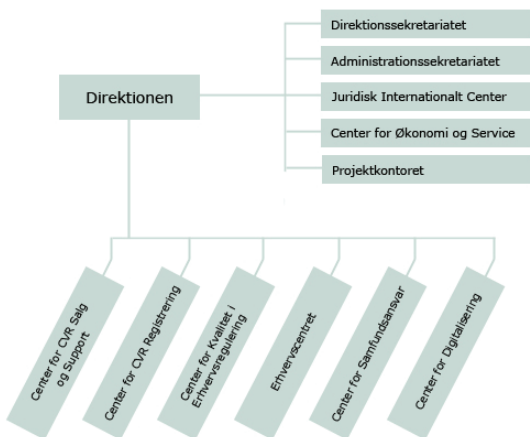 Direktionssekretariatet
Administrationssekretariatet
Direktionen
Juridisk Internationalt Center
Center for Økonomi og Service
Projektkontoret
Center for CVR Salg
og Support
Center for CVR Registrering
Center for Kvalitet i
Erhvervsregulering
Erhvervscentret
Center for Samfundsansvar
Center for Digitalisering